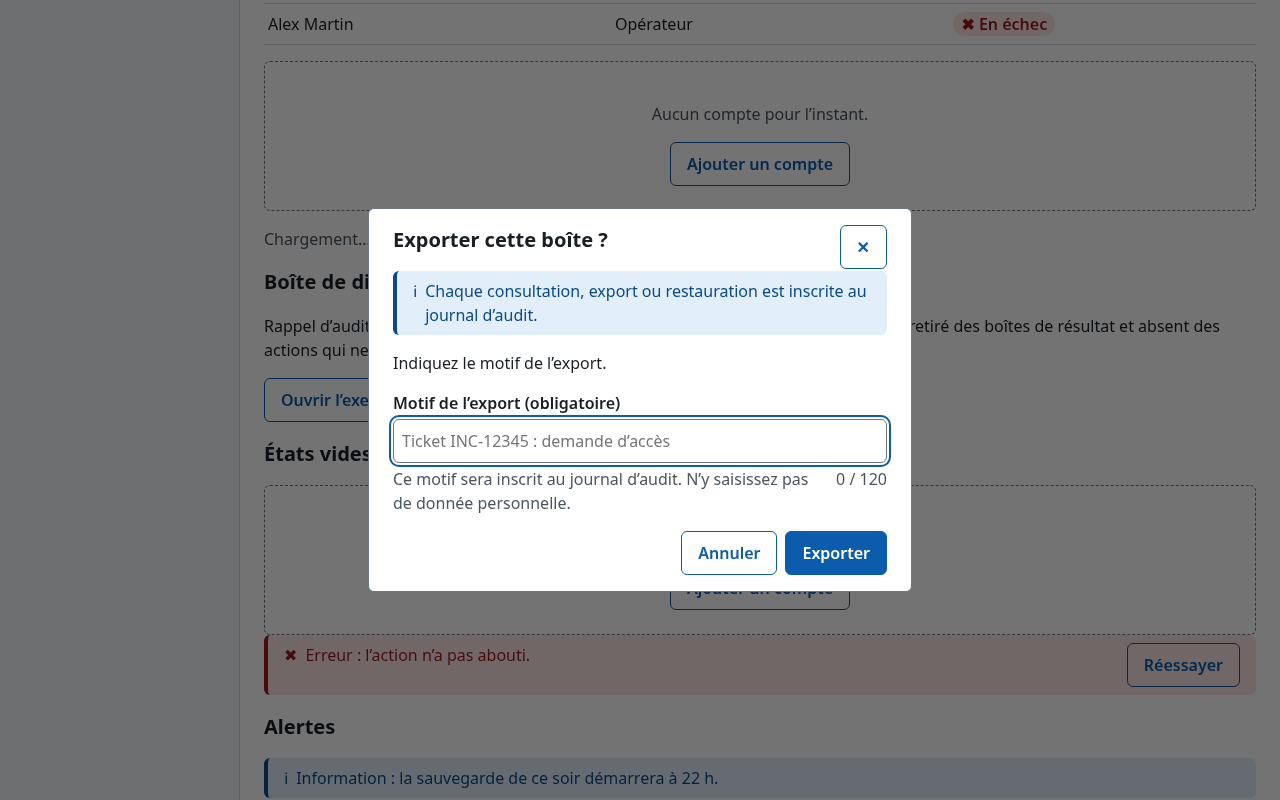 Alex Martin Opérateur ✖ En échec
Aucun compte pour l’instant.
Ajouter un compte
Chargement…
Boîte de di
Rappel d’audit
retiré des boîtes de résultat et absent des
actions qui ne
Ouvrir l’exe
États vides
Exporter cette boîte ?
×
i Chaque consultation, export ou restauration est inscrite au
journal d’audit.
Indiquez le motif de l’export.
Motif de l’export (obligatoire)
Ticket INC-12345 : demande d’accès
Ce motif sera inscrit au journal d’audit. N’y saisissez pas 0 / 120
de donnée personnelle.
Annuler Exporter
Ajouter un compte
✖ Erreur : l’action n’a pas abouti.
Réessayer
Alertes
i Information : la sauvegarde de ce soir démarrera à 22 h.